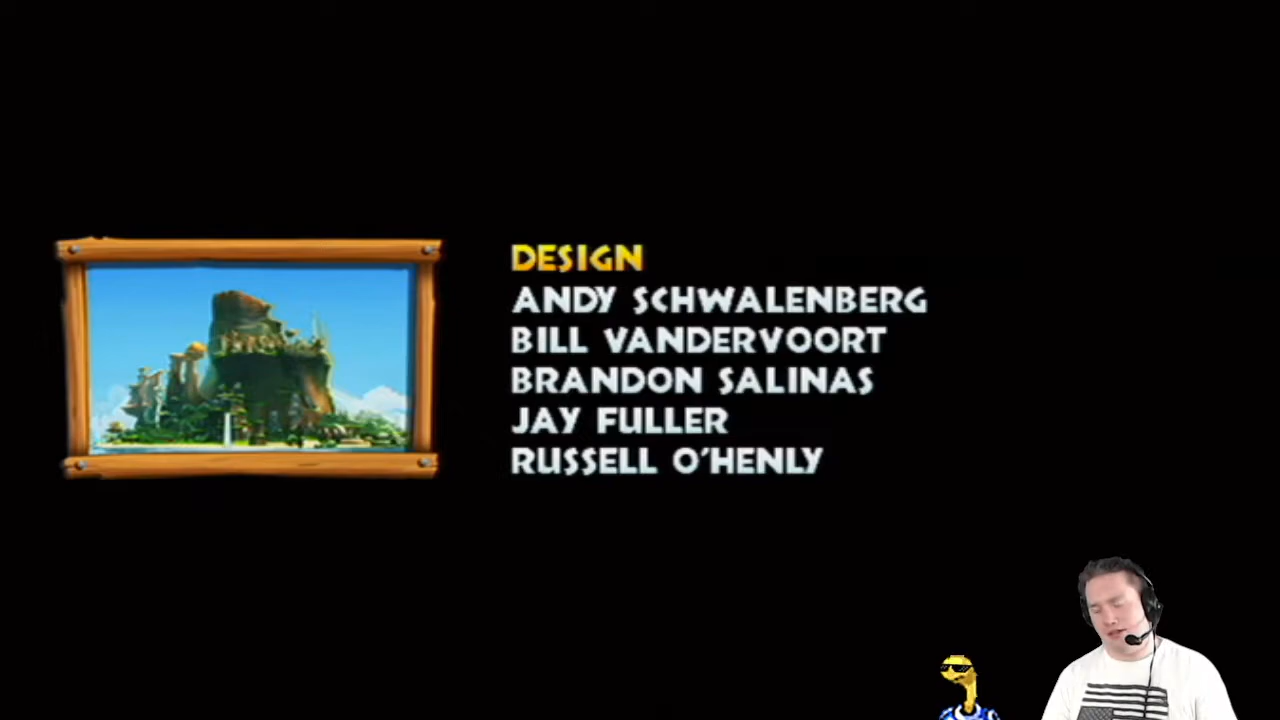 DESIGN
ANDY SCHWALENBERG
BILL VANDERVOORT
BRANDON SALINAS
JAY FULLER
RUSSELL O'HENLY